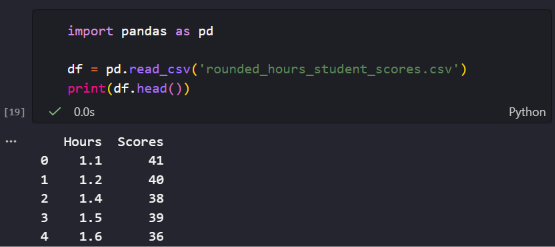 import pandas as pd
df = pd.read_csv('rounded_hours_student_scores.csv')
print(df.head())
[19] 0.0s Python
... Hours Scores
0 1.1 41
1 1.2 40
2 1.4 38
3 1.5 39
4 1.6 36